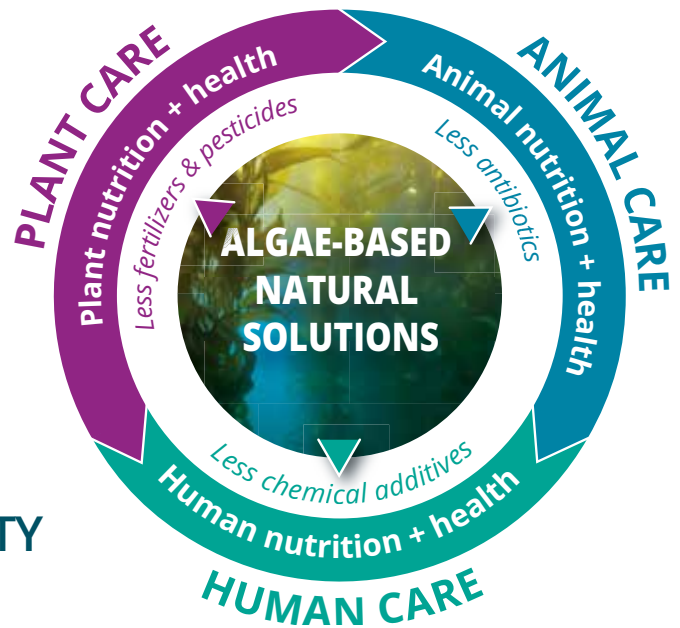 PLANT CARE
Plant nutrition + health
Less fertilizers & pesticides
ANIMAL CARE
Animal nutrition + health
Less antibiotics
ALGAE-BASED
NATURAL
SOLUTIONS
Less chemical additives
Human nutrition + health
HUMAN CARE
TY